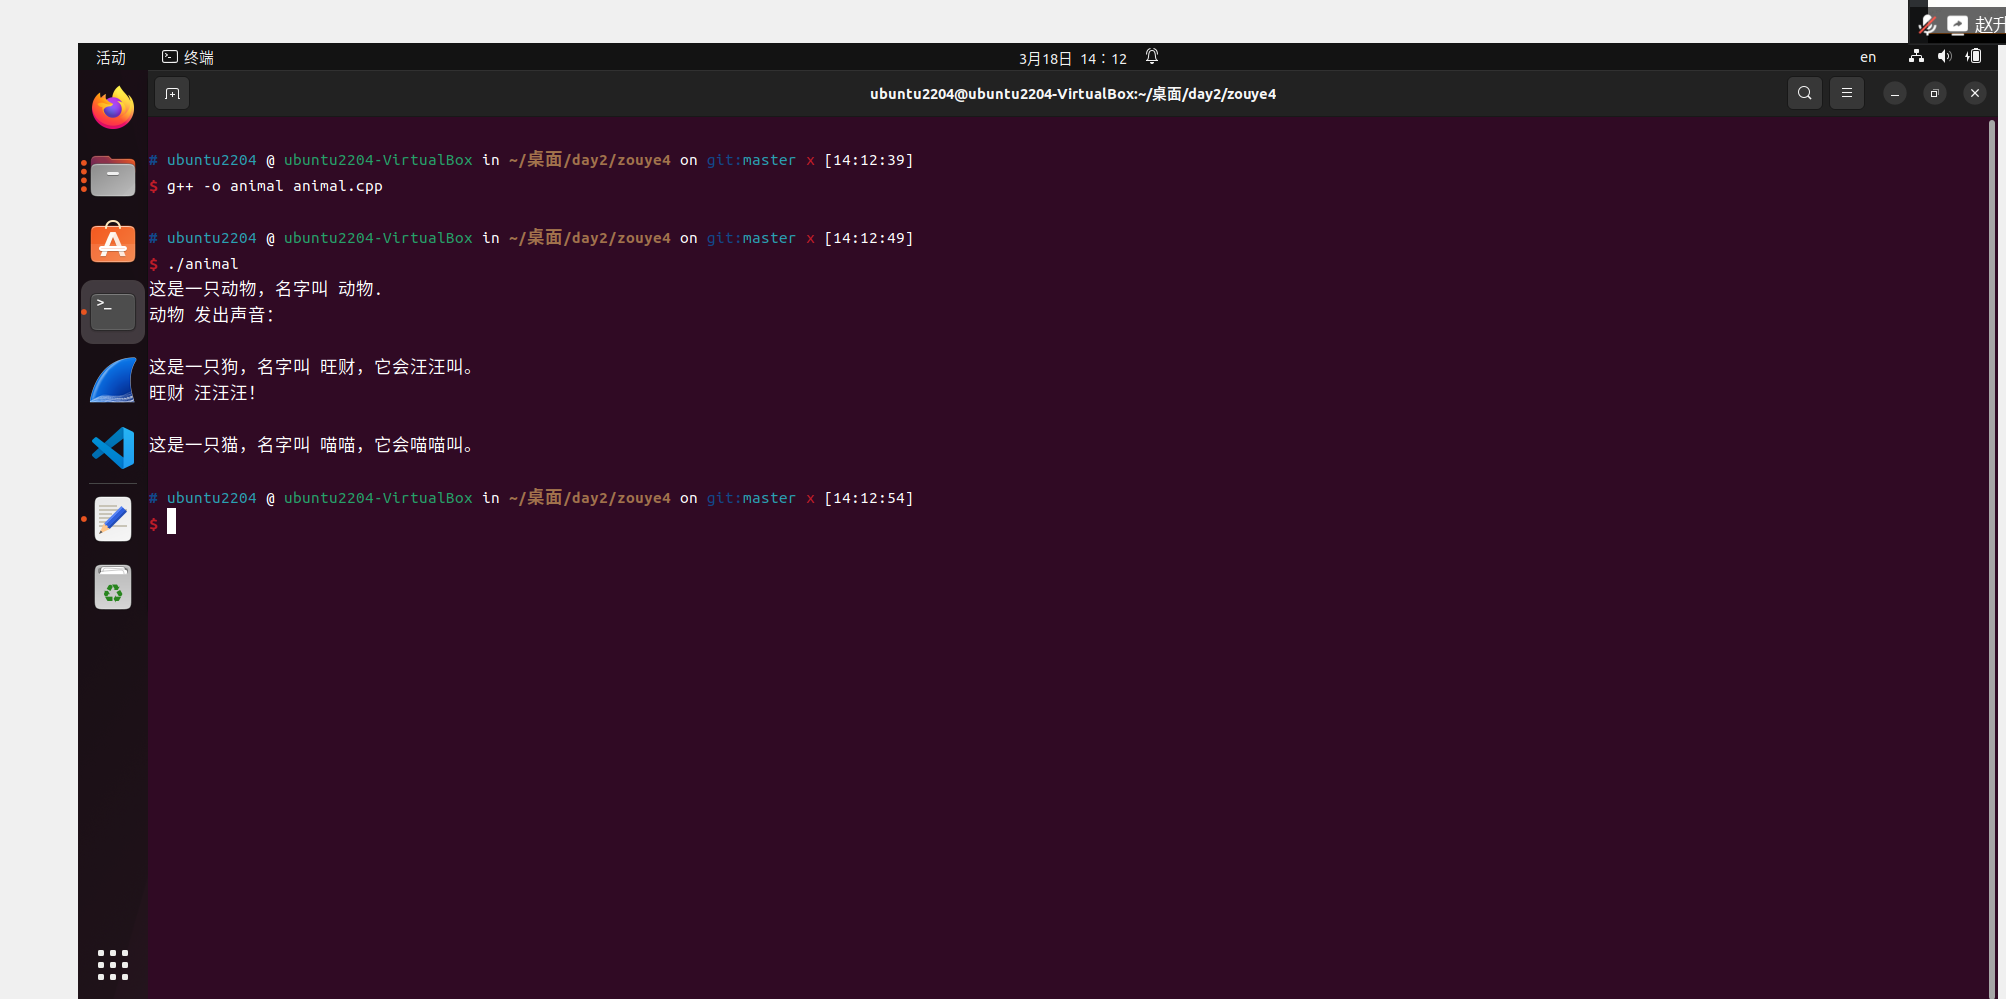 赵升
活动 终端 3月18日 14：12 en
ubuntu2204@ubuntu2204-VirtualBox:~/桌面/day2/zouye4
# ubuntu2204 @ ubuntu2204-VirtualBox in ~/桌面/day2/zouye4 on git:master x [14:12:39]
$ g++ -o animal animal.cpp
# ubuntu2204 @ ubuntu2204-VirtualBox in ~/桌面/day2/zouye4 on git:master x [14:12:49]
$ ./animal
这是一只动物，名字叫 动物.
动物 发出声音：
这是一只狗，名字叫 旺财，它会汪汪叫。
旺财 汪汪汪！
这是一只猫，名字叫 喵喵，它会喵喵叫。
# ubuntu2204 @ ubuntu2204-VirtualBox in ~/桌面/day2/zouye4 on git:master x [14:12:54]
$